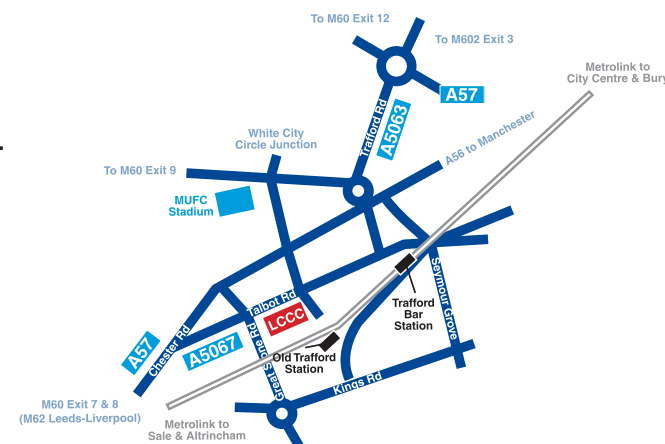 To M60 Exit 12
To M602 Exit 3
Metrolink to
City Centre & Bury
A57
Trafford Rd
A5063
White City
Circle Junction
A56 to Manchester
To M60 Exit 9
MUFC
Stadium
Talbot Rd
LCCC
Seymour Grove
Trafford
Bar
Station
A57
Chester Rd
A5067
Great Stone Rd
Old Trafford
Station
Kings Rd
M60 Exit 7 & 8
(M62 Leeds-Liverpool)
Metrolink to
Sale & Altrincham